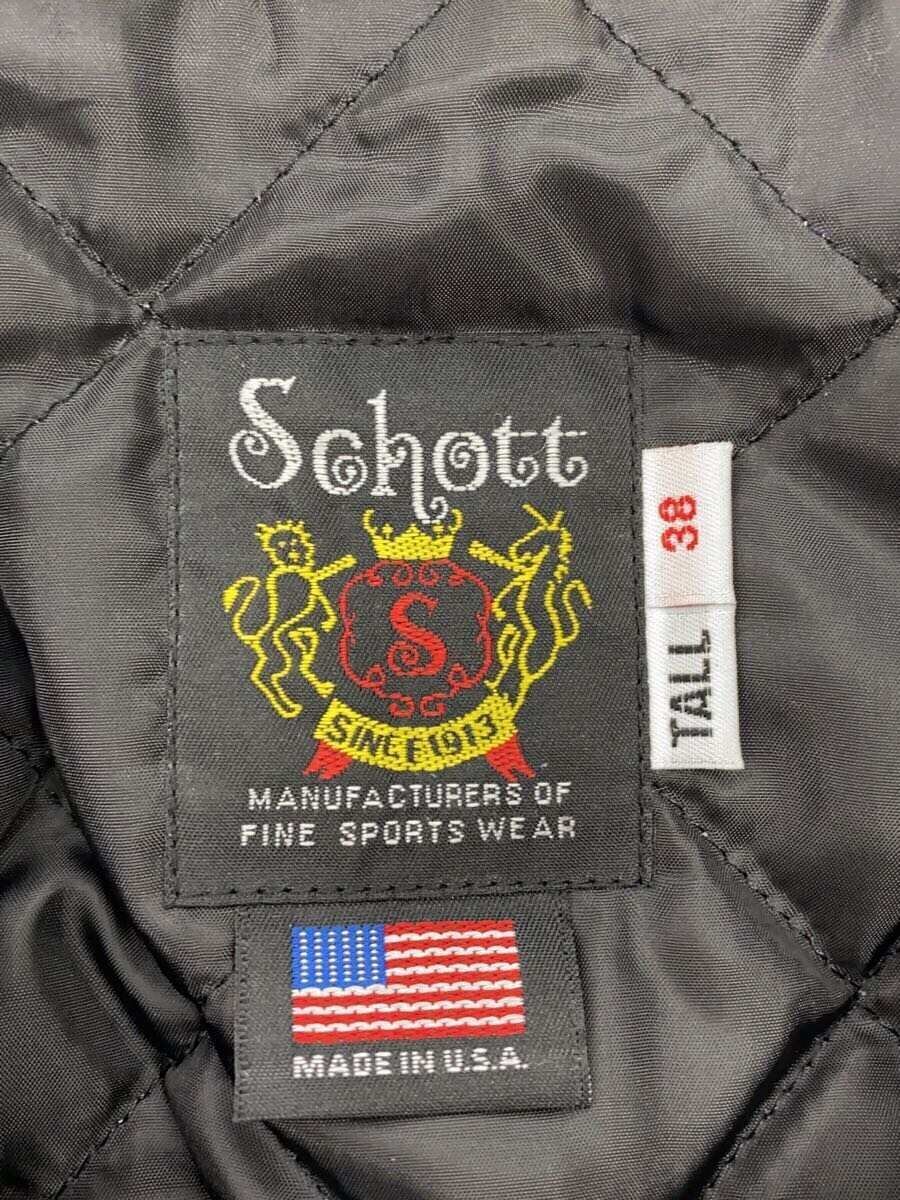 Schott
S
SINCE 1913
MANUFACTURERS OF
FINE SPORTS WEAR
38
TALL
MADE IN U.S.A.